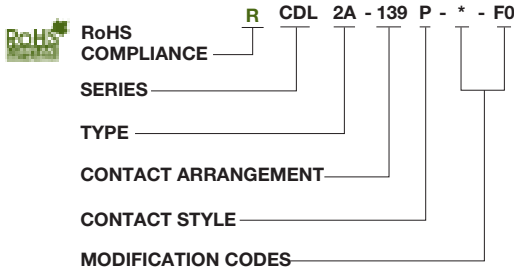 R CDL 2A - 139 P - * - F0
RoHS
RoHS
COMPLIANCE
SERIES
TYPE
CONTACT ARRANGEMENT
CONTACT STYLE
MODIFICATION CODES